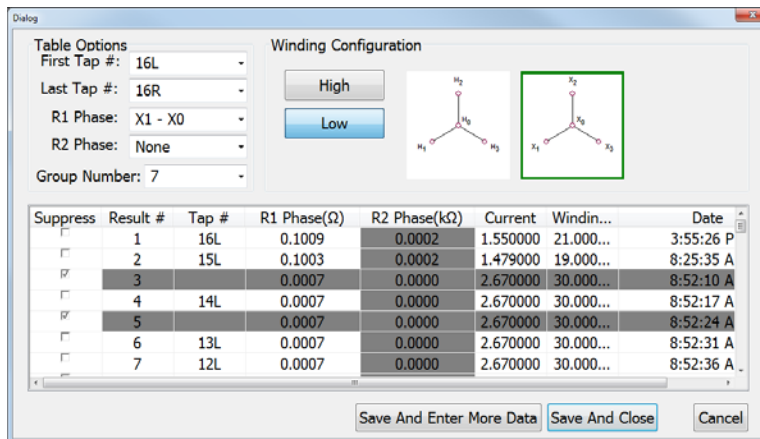 Dialog
Table Options
First Tap #: 16L
Last Tap #: 16R
R1 Phase: X1 - X0
R2 Phase: None
Group Number: 7
Winding Configuration
High
Low
H2
H0
H1 H3
X2
X0
X1 X3
Suppress Result # Tap # R1 Phase(Ω) R2 Phase(kΩ) Current Windin... Date
1 16L 0.1009 0.0002 1.550000 21.000... 3:55:26 P
2 15L 0.1003 0.0002 1.479000 19.000... 8:25:35 A
3 0.0007 0.0000 2.670000 30.000... 8:52:10 A
4 14L 0.0007 0.0000 2.670000 30.000... 8:52:17 A
5 0.0007 0.0000 2.670000 30.000... 8:52:24 A
6 13L 0.0007 0.0000 2.670000 30.000... 8:52:31 A
7 12L 0.0007 0.0000 2.670000 30.000... 8:52:36 A
Save And Enter More Data Save And Close Cancel